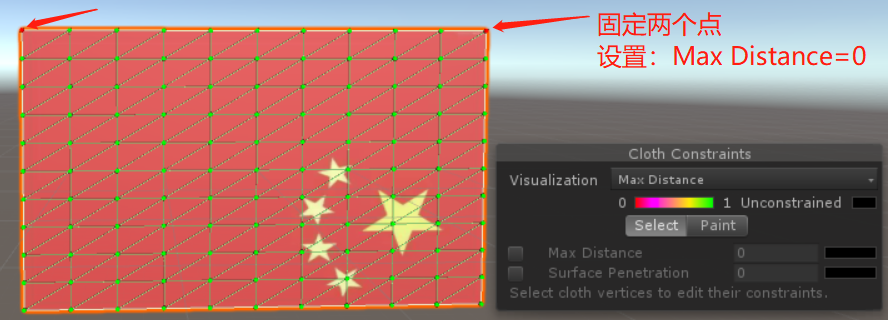 固定两个点
设置：Max Distance=0
Cloth Constraints
Visualization Max Distance
0 1 Unconstrained
Select Paint
Max Distance 0
Surface Penetration 0
Select cloth vertices to edit their constraints.